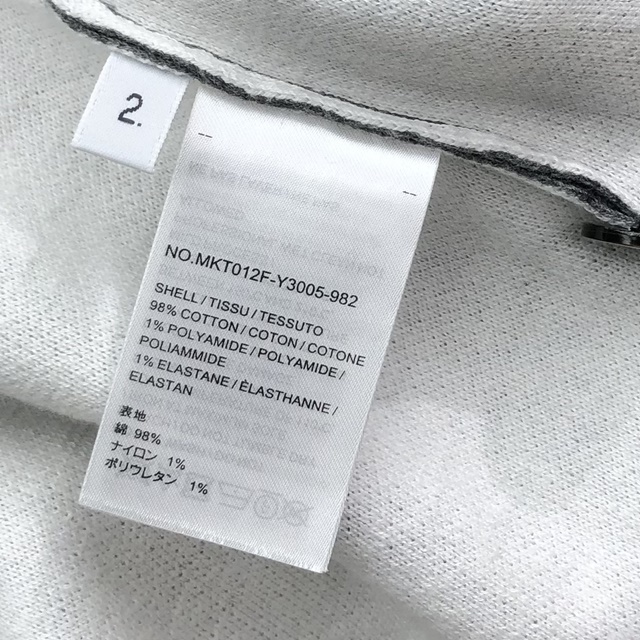 2.
--
--
NO.MKT012F-Y3005-982
SHELL / TISSU / TESSUTO
98% COTTON / COTON / COTONE
1% POLYAMIDE / POLYAMIDE /
POLIAMMIDE
1% ELASTANE / ÉLASTHANNE /
ELASTAN
表地
綿 98%
ナイロン 1%
ポリウレタン 1%